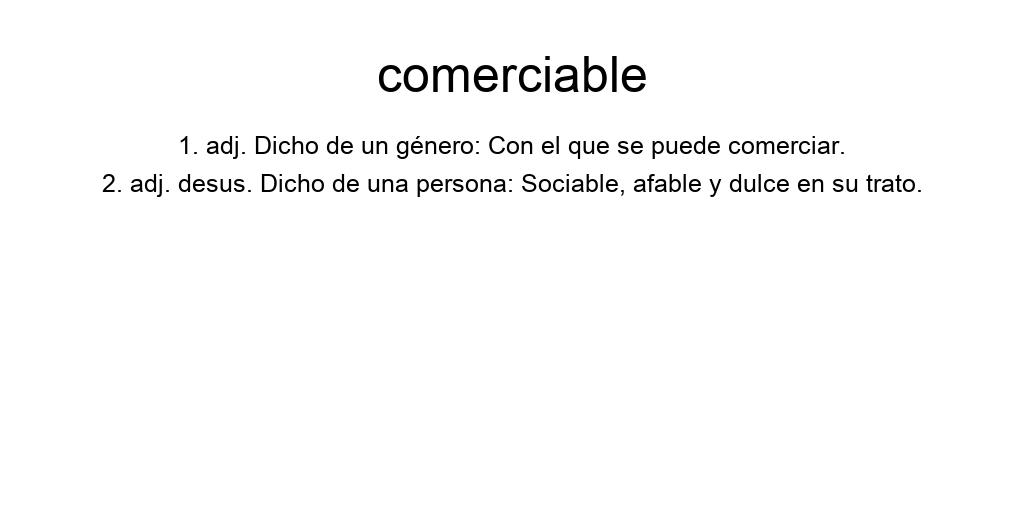 comerciable
1. adj. Dicho de un género: Con el que se puede comerciar.
2. adj. desus. Dicho de una persona: Sociable, afable y dulce en su trato.